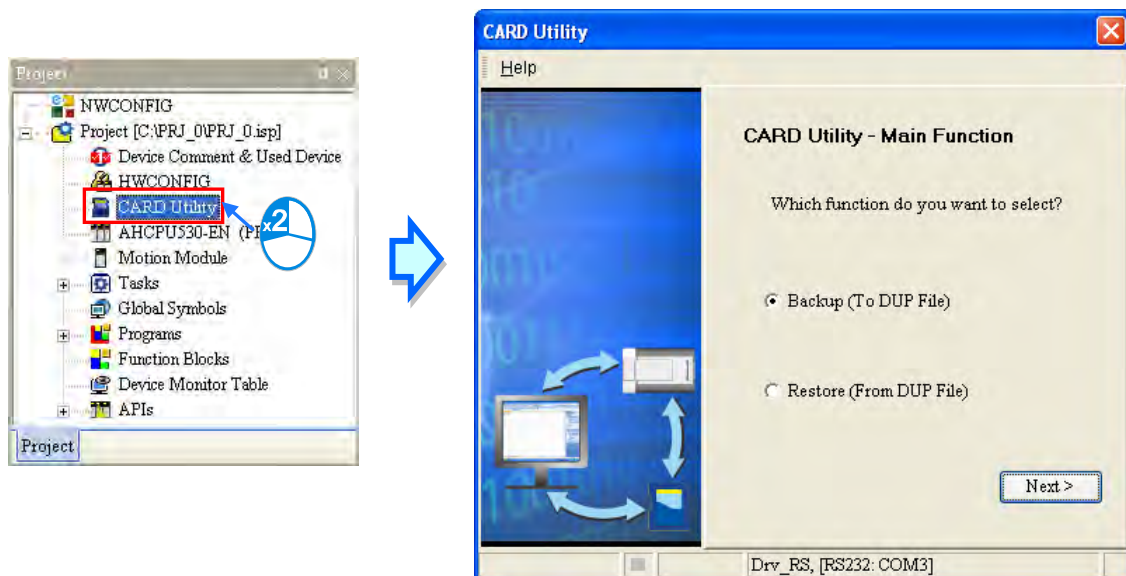 Project
NWCONFIG
Project [C:\PRJ_0\PRJ_0.isp]
Device Comment & Used Device
HWCONFIG
CARD Utility
x2
AHCPU530-EN (P
Motion Module
Tasks
Global Symbols
Programs
Function Blocks
Device Monitor Table
APIs
Project
CARD Utility
Help
CARD Utility - Main Function
Which function do you want to select?
Backup (To DUP File)
Restore (From DUP File)
Next >
Drv_RS, [RS232: COM3]